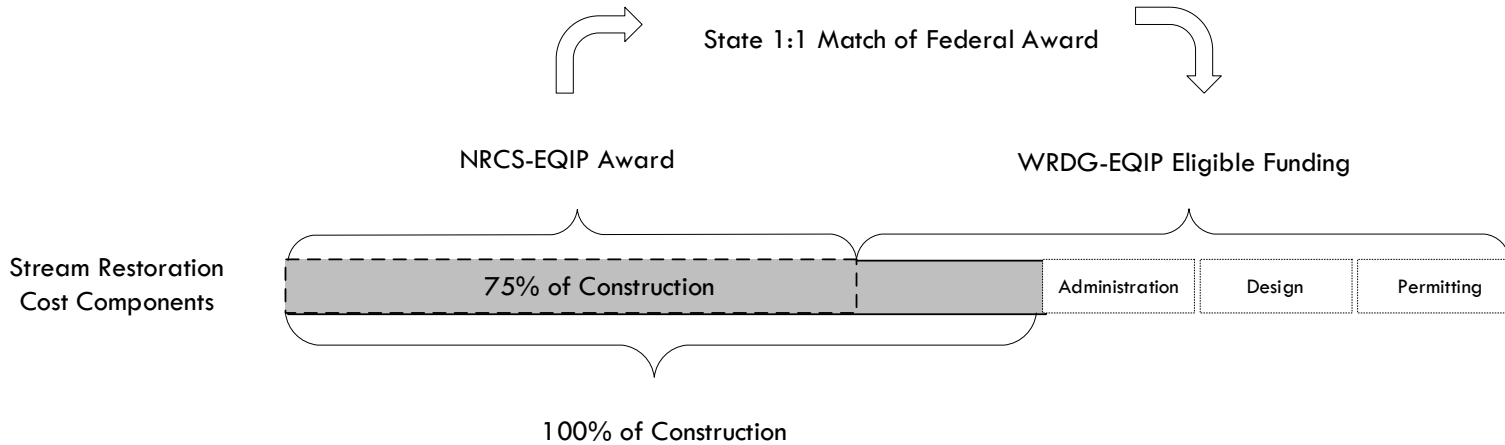 State 1:1 Match of Federal Award
NRCS-EQIP Award
WRDG-EQIP Eligible Funding
Stream Restoration
Cost Components
75% of Construction
Administration
Design
Permitting
100% of Construction